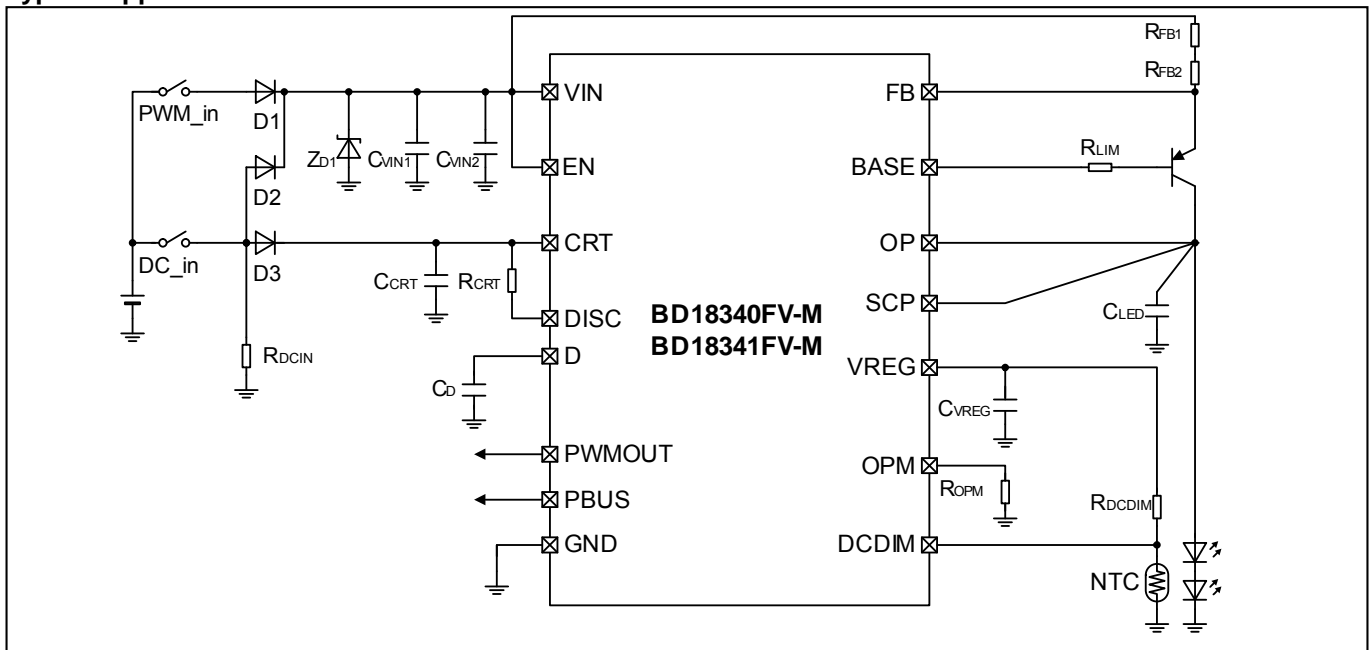 RFB1
RFB2
PWM_in
D1
VIN
FB
ZD1
CVIN1
CVIN2
D2
EN
BASE
RLIM
DC_in
D3
CRT
OP
CCRT
RCRT
SCP
CLED
DISC
BD18340FV-M
BD18341FV-M
RDCIN
D
VREG
CD
CVREG
PWMOUT
OPM
ROPM
PBUS
RDCDIM
GND
DCDIM
NTC